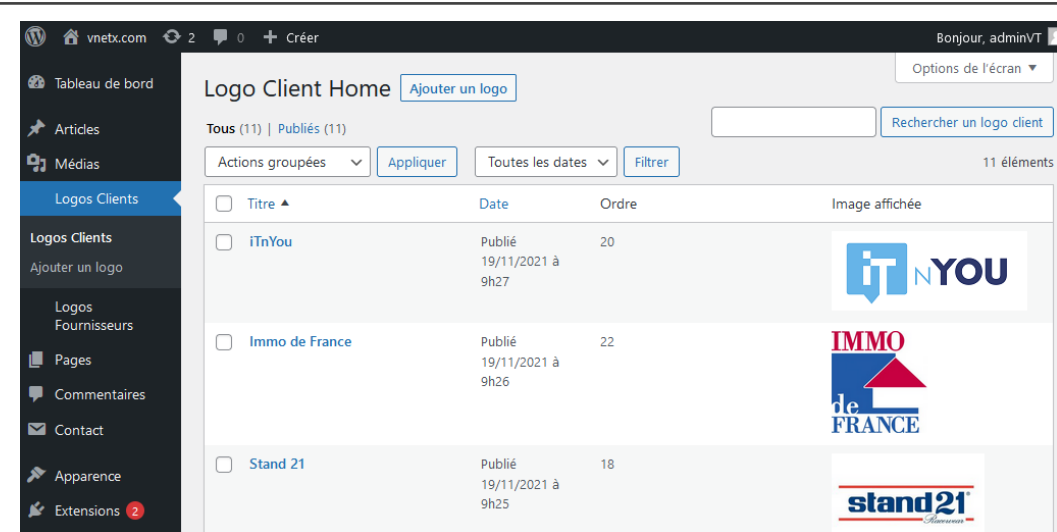 vnetx.com 2 0 + Créer Bonjour, adminVT
Options de l'écran ▼
Tableau de bord
Articles
Médias
Logos Clients
Logos Clients
Ajouter un logo
Logos
Fournisseurs
Pages
Commentaires
Contact
Apparence
Extensions 2
Logo Client Home Ajouter un logo
Tous (11) | Publiés (11)
Rechercher un logo client
Actions groupées Appliquer Toutes les dates Filtrer 11 éléments
Titre ▲ Date Ordre Image affichée
iTnYou Publié 20
19/11/2021 à
9h27
iT NYOU
Immo de France Publié 22
19/11/2021 à
9h26
IMMO
de
FRANCE
Stand 21 Publié 18
19/11/2021 à
9h25
stand21
Racewear